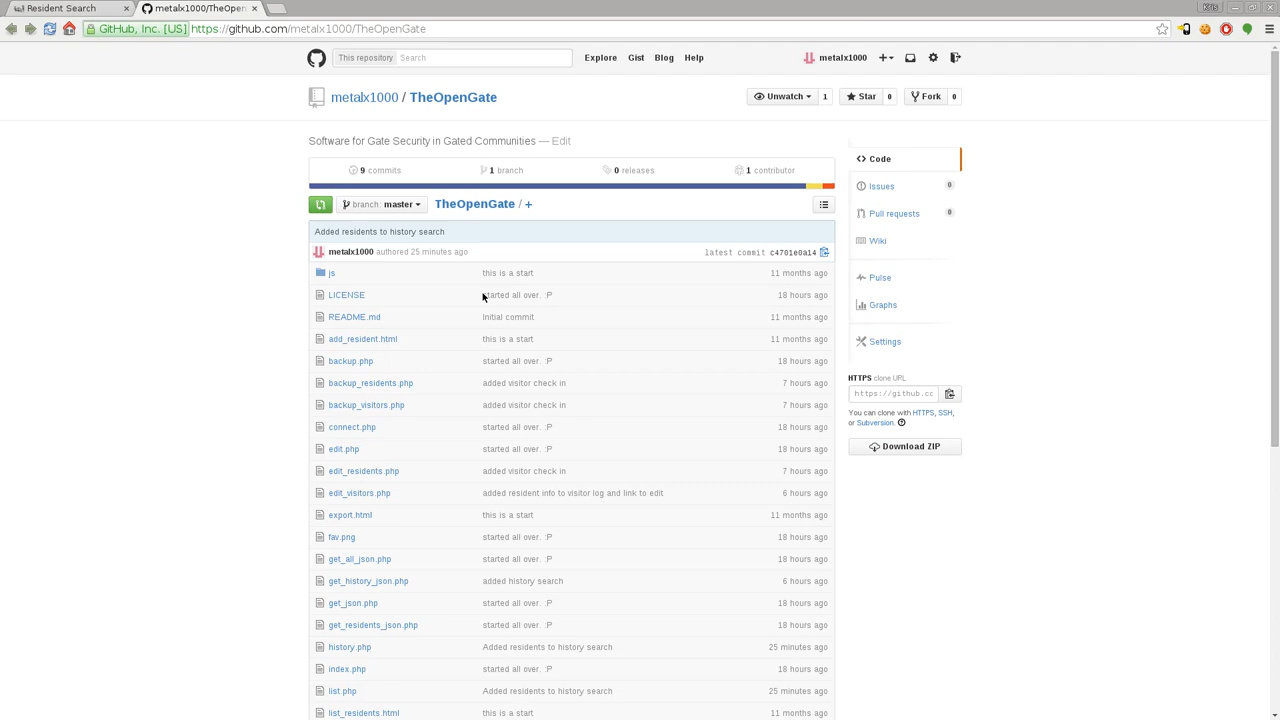 Resident Search
metalx1000/TheOpen
Kris
GitHub, Inc. [US] https://github.com/metalx1000/TheOpenGate
This repository Search Explore Gist Blog Help metalx1000
metalx1000 / TheOpenGate Unwatch 1 Star 0 Fork 0
Software for Gate Security in Gated Communities — Edit
9 commits 1 branch 0 releases 1 contributor
branch: master TheOpenGate / +
Added residents to history search
metalx1000 authored 25 minutes ago latest commit c4701e0a14
js this is a start 11 months ago
LICENSE started all over. :P 18 hours ago
README.md Initial commit 11 months ago
add_resident.html this is a start 11 months ago
backup.php started all over. :P 18 hours ago
backup_residents.php added visitor check in 7 hours ago
backup_visitors.php added visitor check in 7 hours ago
connect.php started all over. :P 18 hours ago
edit.php started all over. :P 18 hours ago
edit_residents.php added visitor check in 7 hours ago
edit_visitors.php added resident info to visitor log and link to edit 6 hours ago
export.html this is a start 11 months ago
fav.png started all over. :P 18 hours ago
get_all_json.php started all over. :P 18 hours ago
get_history_json.php added history search 6 hours ago
get_json.php started all over. :P 18 hours ago
get_residents_json.php started all over. :P 18 hours ago
history.php Added residents to history search 25 minutes ago
index.php started all over. :P 18 hours ago
list.php Added residents to history search 25 minutes ago
list_residents.html this is a start 11 months ago
Code
Issues 0
Pull requests 0
Wiki
Pulse
Graphs
Settings
HTTPS clone URL
https://github.cc
You can clone with HTTPS, SSH,
or Subversion.
Download ZIP